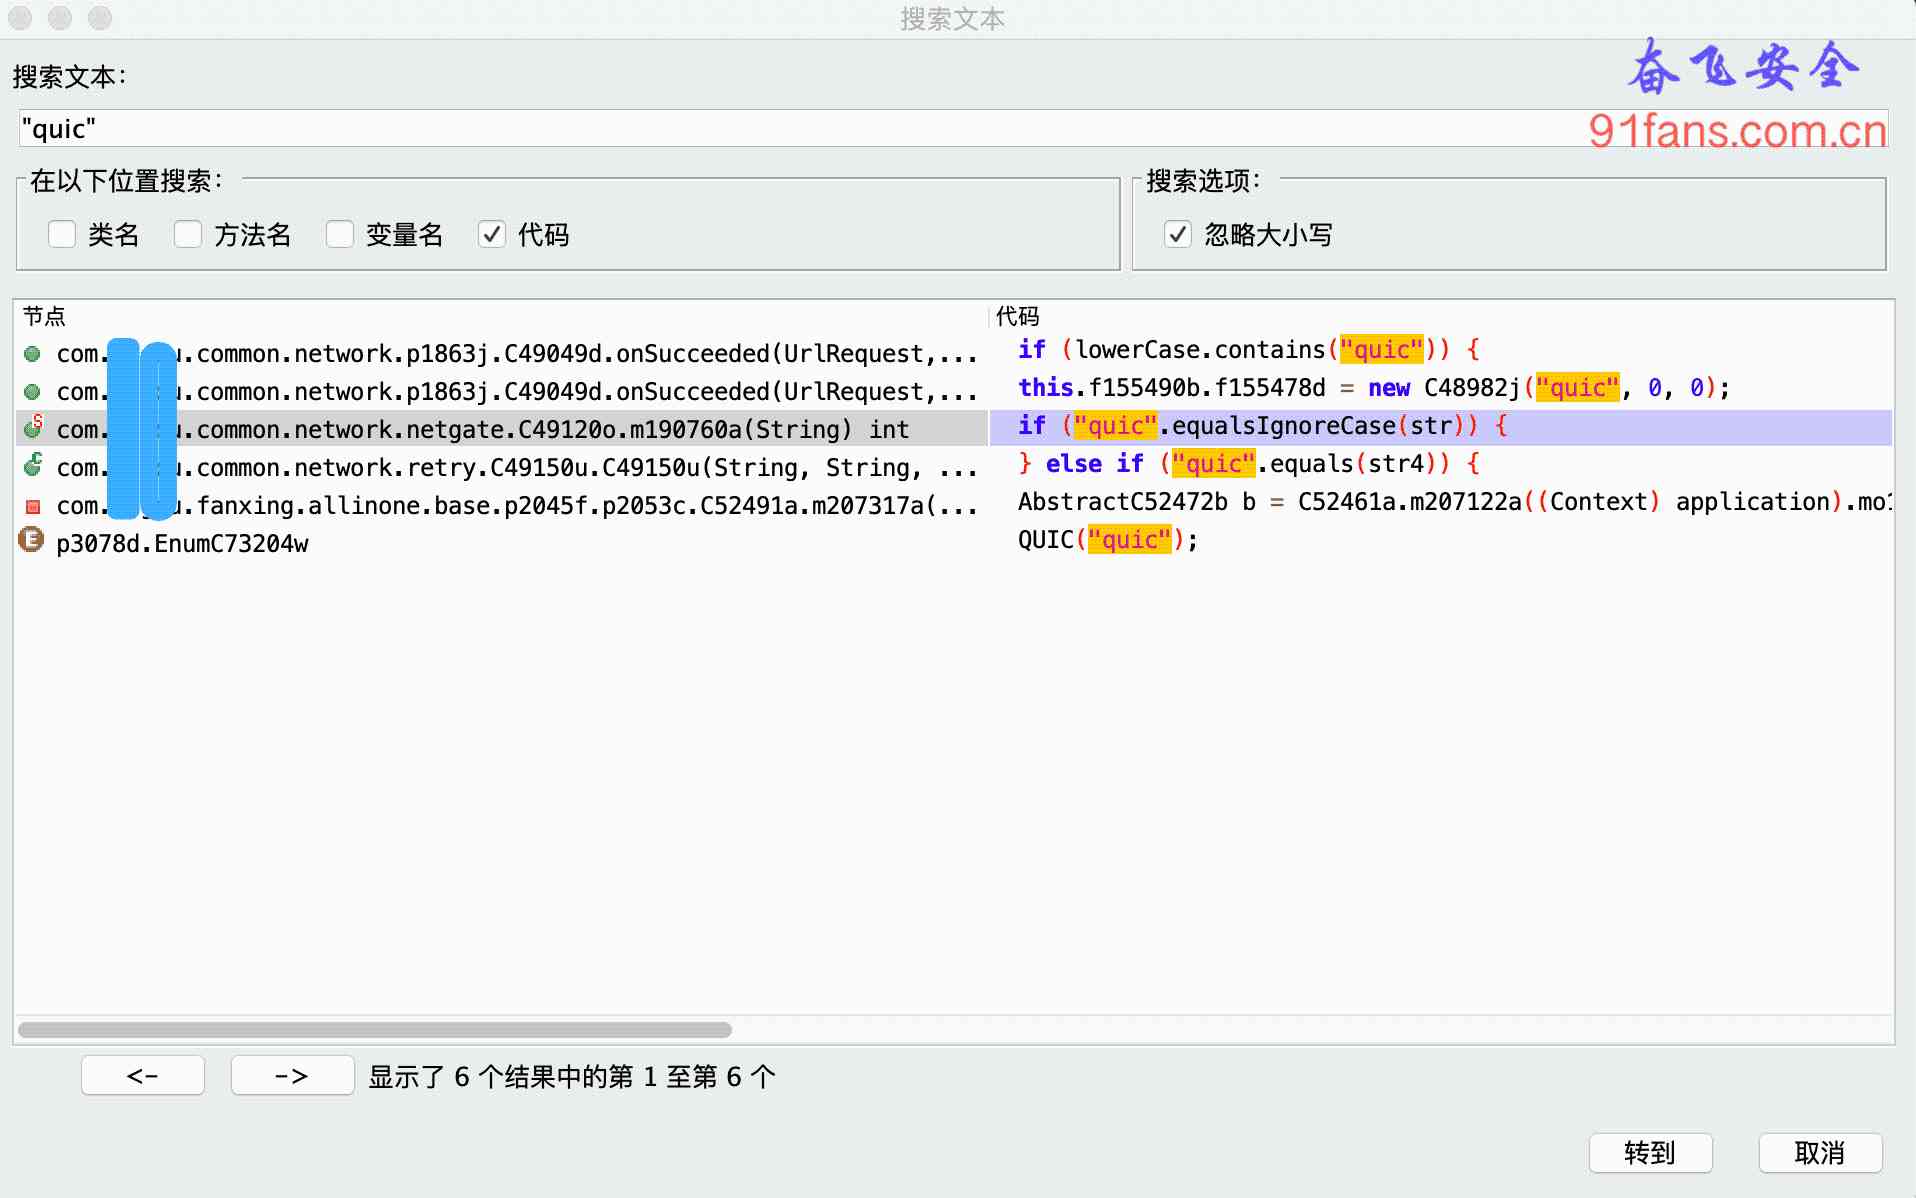 搜索文本
搜索文本：
奋飞安全
"quic"
91fans.com.cn
在以下位置搜索：
搜索选项：
类名 方法名 变量名 代码
忽略大小写
节点 代码
com. u.common.network.p1863j.C49049d.onSucceeded(UrlRequest,... if (lowerCase.contains("quic")) {
com. u.common.network.p1863j.C49049d.onSucceeded(UrlRequest,... this.f155490b.f155478d = new C48982j("quic", 0, 0);
com. u.common.network.netgate.C49120o.m190760a(String) int if ("quic".equalsIgnoreCase(str)) {
com. u.common.network.retry.C49150u.C49150u(String, String, ... } else if ("quic".equals(str4)) {
com. u.fanxing.allinone.base.p2045f.p2053c.C52491a.m207317a(... AbstractC52472b b = C52461a.m207122a((Context) application).mo1
p3078d.EnumC73204w QUIC("quic");
<- -> 显示了 6 个结果中的第 1 至第 6 个
转到 取消